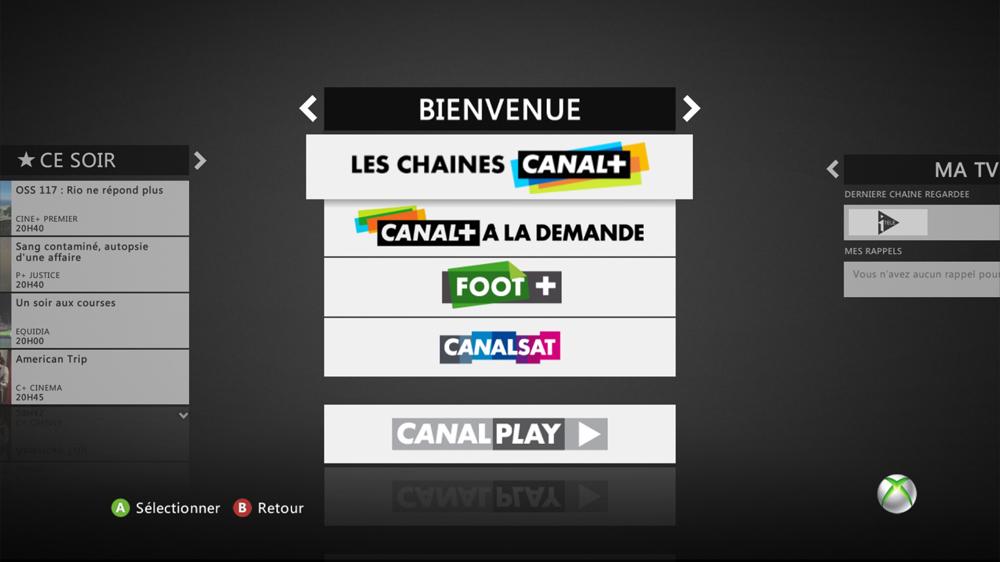 BIENVENUE
LES CHAINES CANAL+
CANAL+ A LA DEMANDE
FOOT +
CANALSAT
CANALPLAY
★ CE SOIR
OSS 117 : Rio ne répond plus
CINE+ PREMIER
20H40
Sang contaminé, autopsie
d'une affaire
P+ JUSTICE
20H40
Un soir aux courses
EQUIDIA
20H00
American Trip
C+ CINEMA
20H45
MA TV
DERNIERE CHAINE REGARDEE
i>TELE
MES RAPPELS
Vous n'avez aucun rappel pour
A Sélectionner B Retour